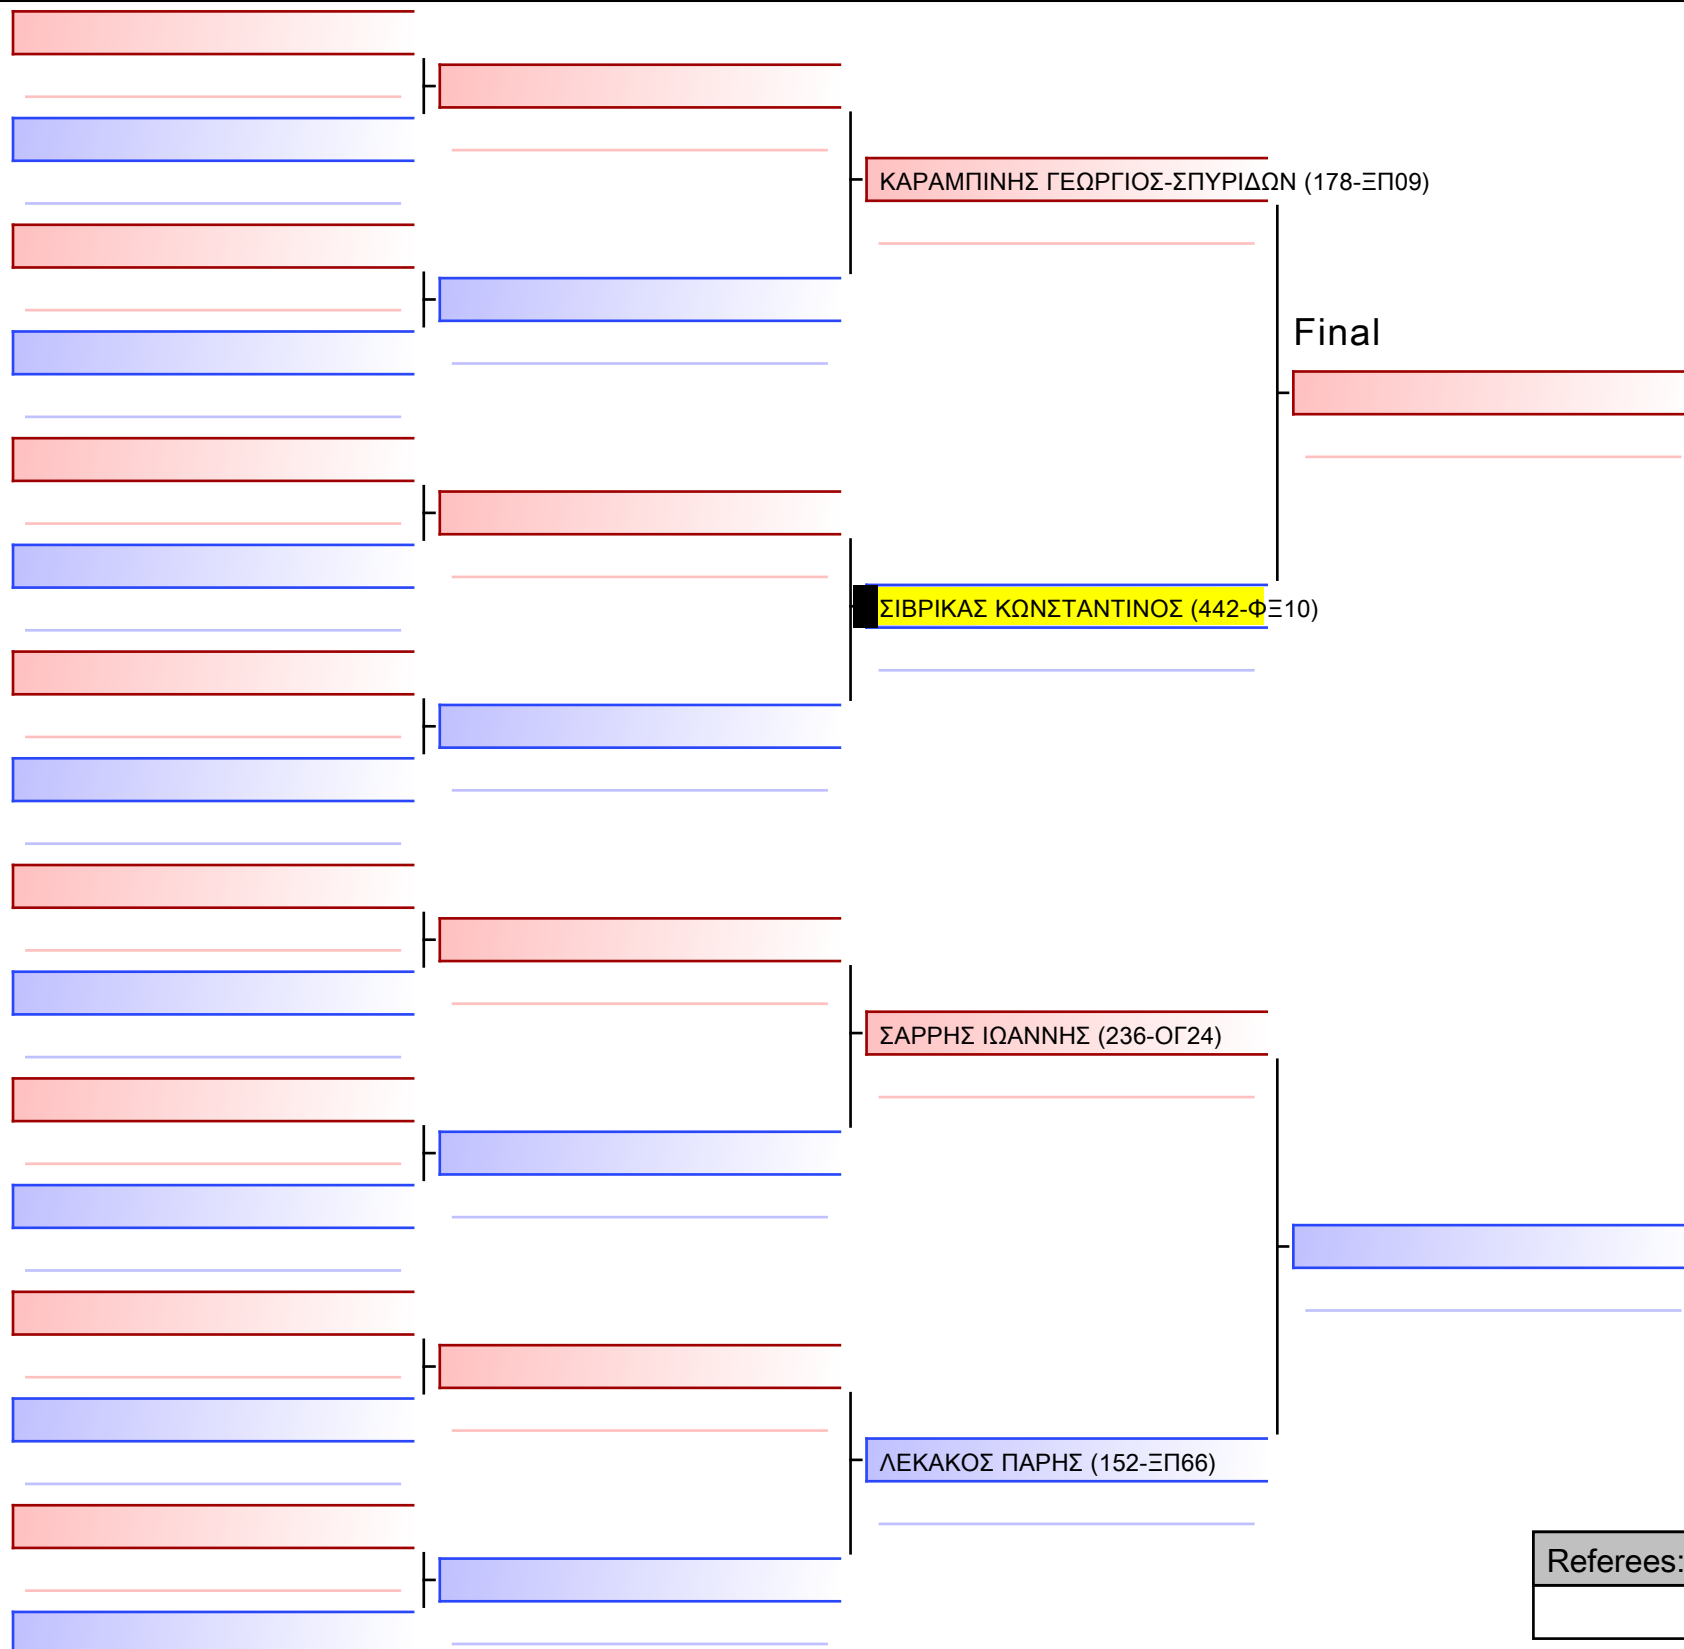 ΚΑΡΑΜΠΙΝΗΣ ΓΕΩΡΓΙΟΣ-ΣΠΥΡΙΔΩΝ (178-ΞΠ09)
Final
ΣΙΒΡΙΚΑΣ ΚΩΝΣΤΑΝΤΙΝΟΣ (442-ΦΞ10)
ΣΑΡΡΗΣ ΙΩΑΝΝΗΣ (236-ΟΓ24)
ΛΕΚΑΚΟΣ ΠΑΡΗΣ (152-ΞΠ66)
Referees: